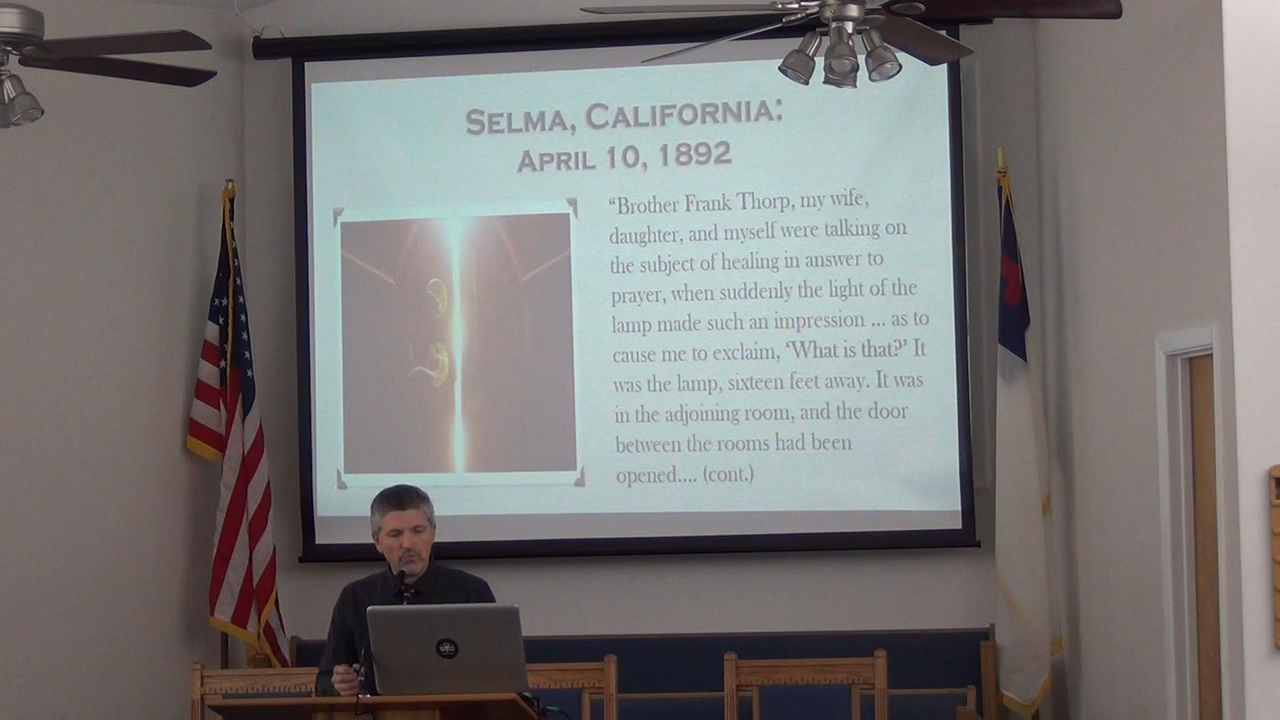 SELMA, CALIFORNIA:
APRIL 10, 1892
“Brother Frank Thorp, my wife,
daughter, and myself were talking on
the subject of healing in answer to
prayer, when suddenly the light of the
lamp made such an impression ... as to
cause me to exclaim, ‘What is that?’ It
was the lamp, sixteen feet away. It was
in the adjoining room, and the door
between the rooms had been
opened.... (cont.)